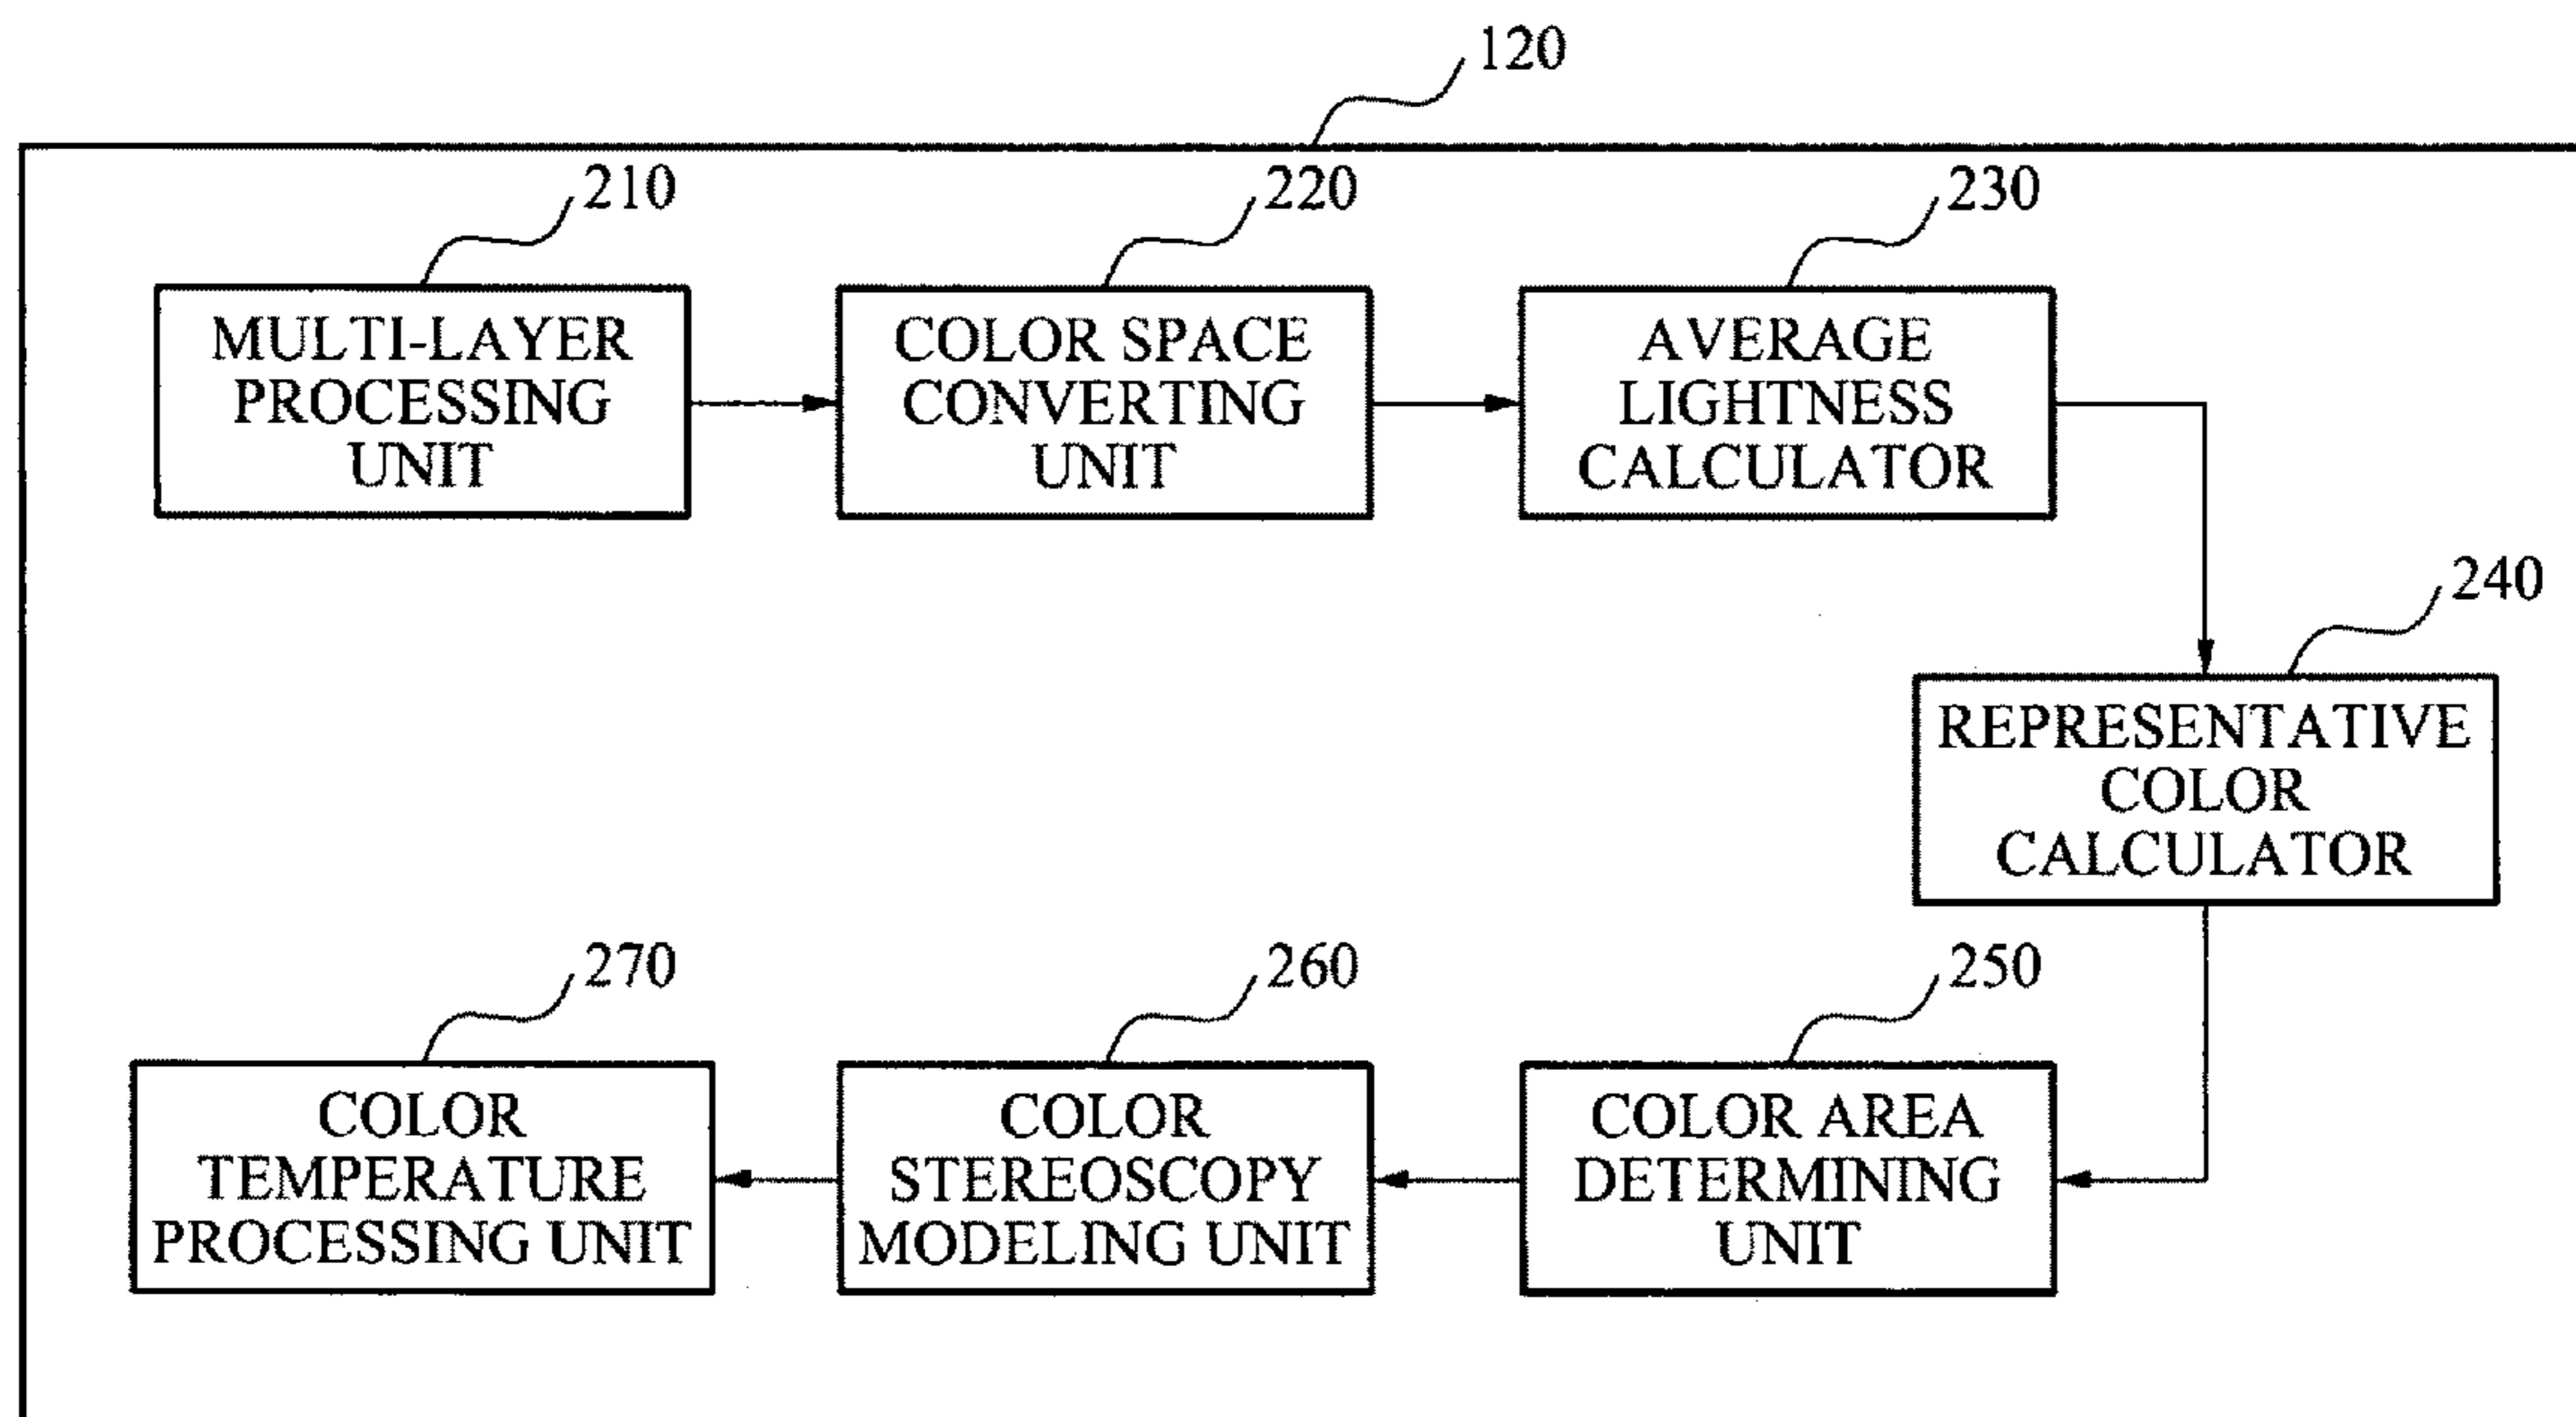 120
210
MULTI-LAYER
PROCESSING
UNIT
220
COLOR SPACE
CONVERTING
UNIT
230
AVERAGE
LIGHTNESS
CALCULATOR
240
REPRESENTATIVE
COLOR
CALCULATOR
250
COLOR AREA
DETERMINING
UNIT
260
COLOR
STEREOSCOPY
MODELING UNIT
270
COLOR
TEMPERATURE
PROCESSING UNIT